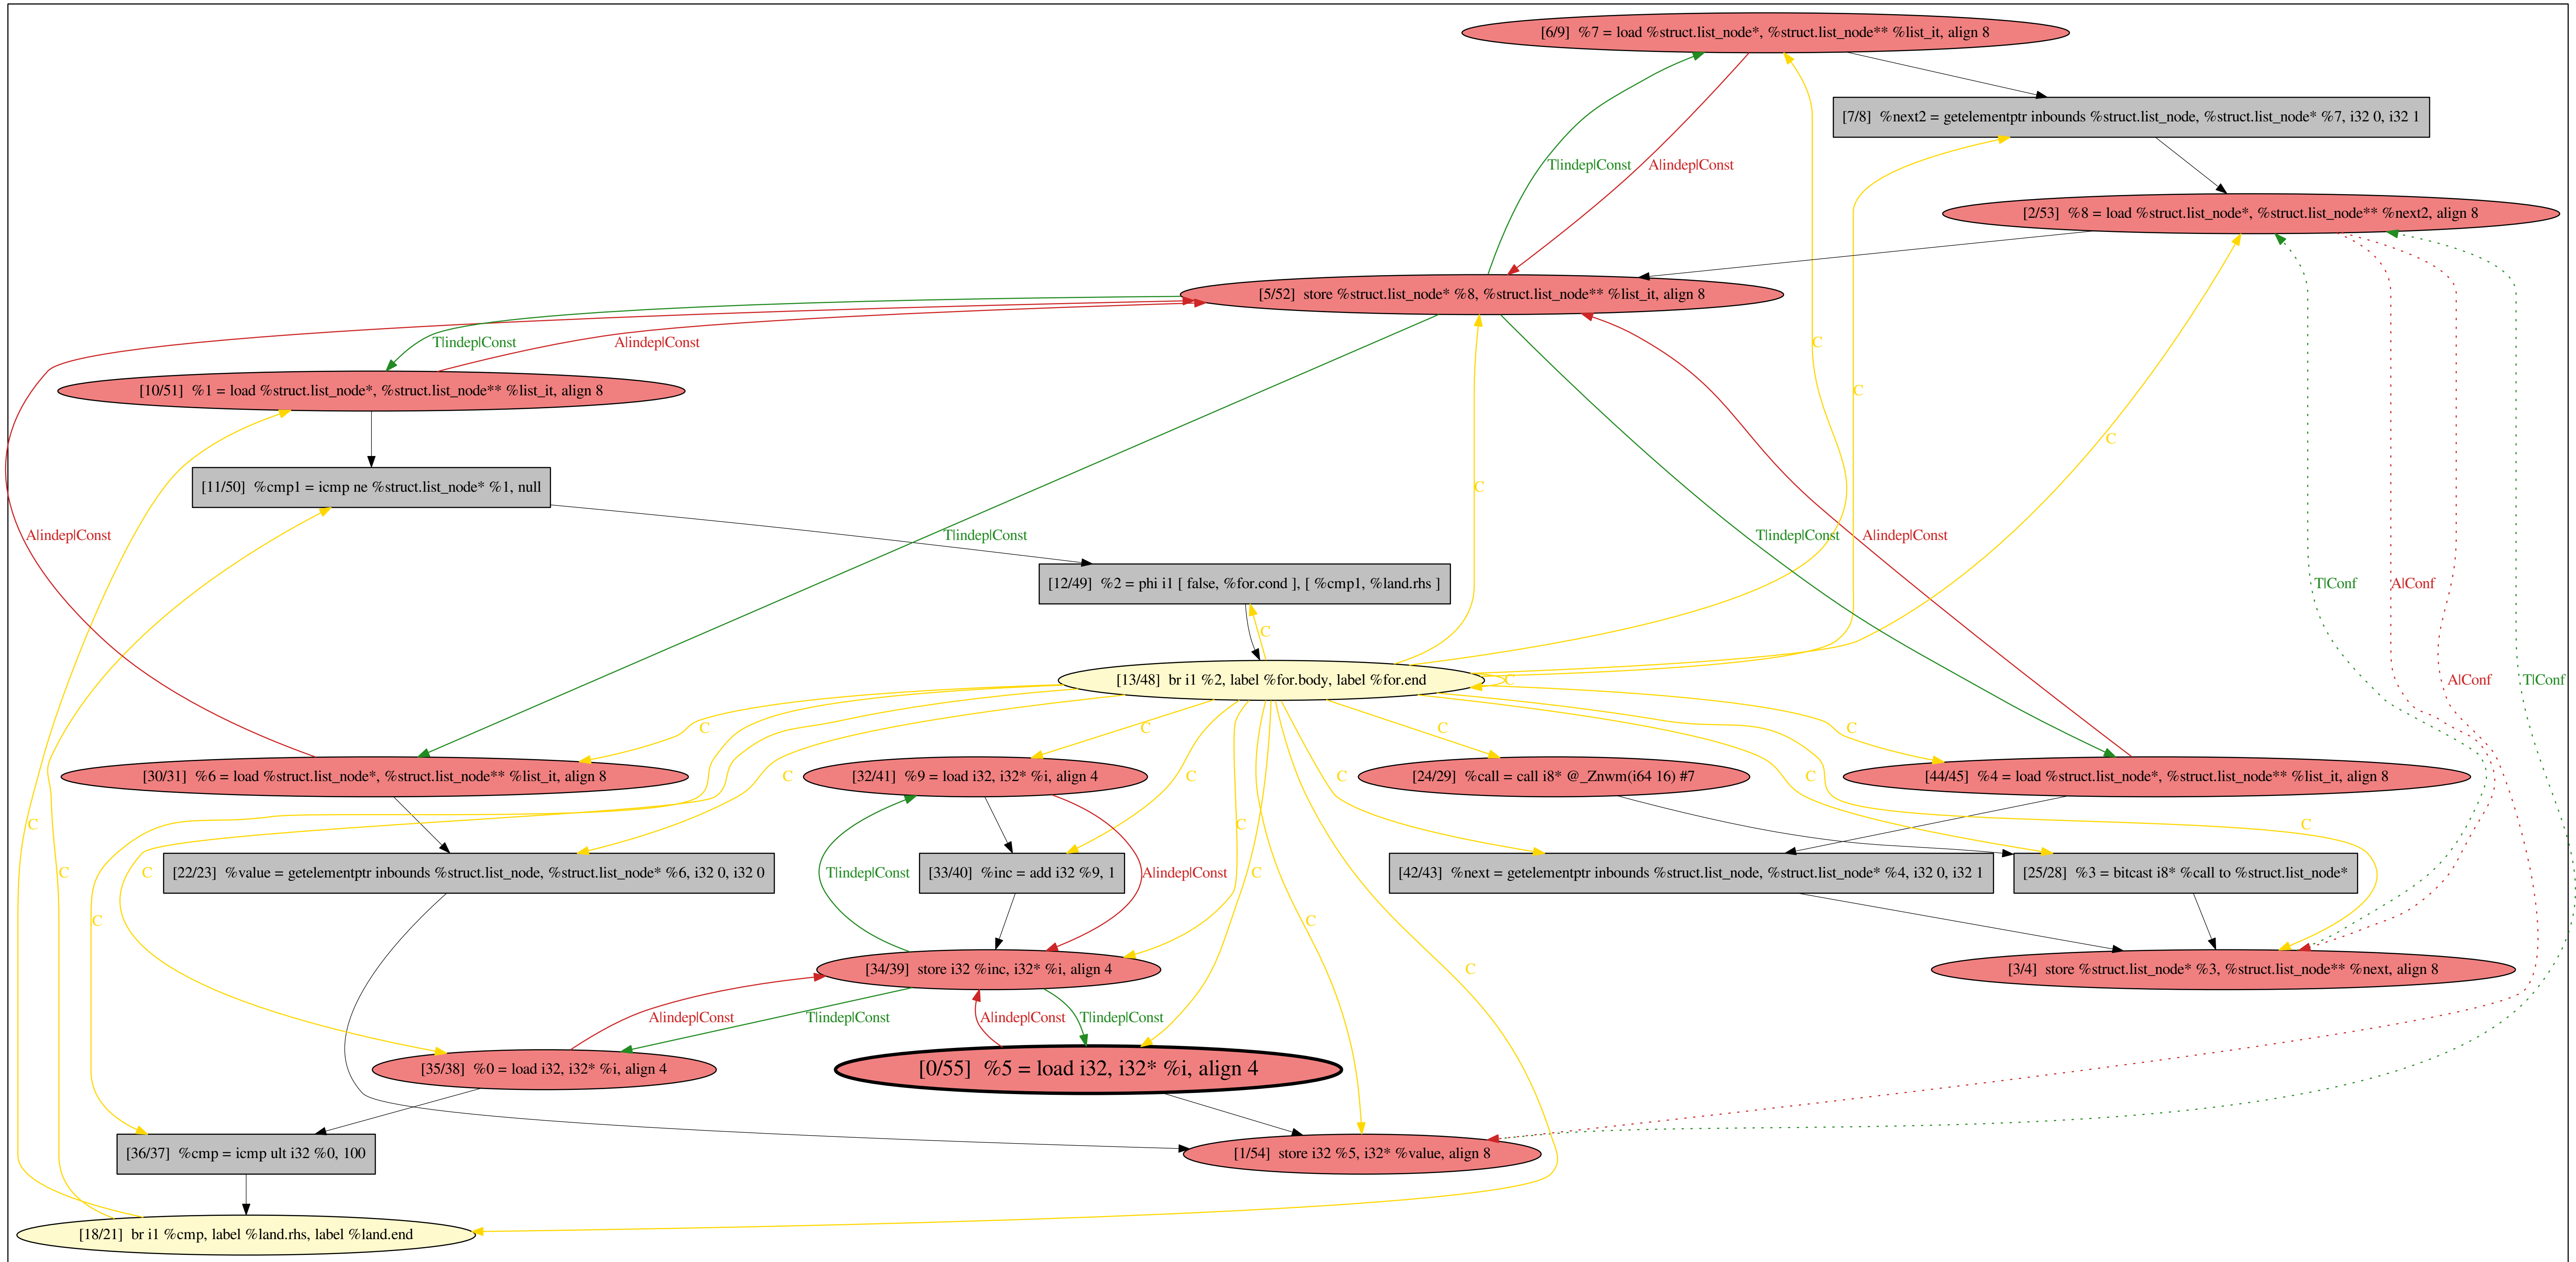 [6/9]  %7 = load %struct.list_node*, %struct.list_node** %list_it, align 8
[7/8]  %next2 = getelementptr inbounds %struct.list_node, %struct.list_node* %7, i32 0, i32 1
T|indep|Const
A|indep|Const
[2/53]  %8 = load %struct.list_node*, %struct.list_node** %next2, align 8
[5/52]  store %struct.list_node* %8, %struct.list_node** %list_it, align 8
T|indep|Const
A|indep|Const
C
[10/51]  %1 = load %struct.list_node*, %struct.list_node** %list_it, align 8
C
C
[11/50]  %cmp1 = icmp ne %struct.list_node* %1, null
C
A|indep|Const
T|indep|Const
T|indep|Const
A|indep|Const
[12/49]  %2 = phi i1 [ false, %for.cond ], [ %cmp1, %land.rhs ]
T|Conf
A|Conf
C
[13/48]  br i1 %2, label %for.body, label %for.end
C
A|Conf
T|Conf
C
C
C
C
[30/31]  %6 = load %struct.list_node*, %struct.list_node** %list_it, align 8
C
[32/41]  %9 = load i32, i32* %i, align 4
C
C
[24/29]  %call = call i8* @_Znwm(i64 16) #7
C
[44/45]  %4 = load %struct.list_node*, %struct.list_node** %list_it, align 8
C
C
C
C
C
[22/23]  %value = getelementptr inbounds %struct.list_node, %struct.list_node* %6, i32 0, i32 0
T|indep|Const
[33/40]  %inc = add i32 %9, 1
A|indep|Const
C
[42/43]  %next = getelementptr inbounds %struct.list_node, %struct.list_node* %4, i32 0, i32 1
[25/28]  %3 = bitcast i8* %call to %struct.list_node*
C
C
[34/39]  store i32 %inc, i32* %i, align 4
C
[3/4]  store %struct.list_node* %3, %struct.list_node** %next, align 8
A|indep|Const
T|indep|Const
A|indep|Const
T|indep|Const
[35/38]  %0 = load i32, i32* %i, align 4
[0/55]  %5 = load i32, i32* %i, align 4
[36/37]  %cmp = icmp ult i32 %0, 100
[1/54]  store i32 %5, i32* %value, align 8
[18/21]  br i1 %cmp, label %land.rhs, label %land.end